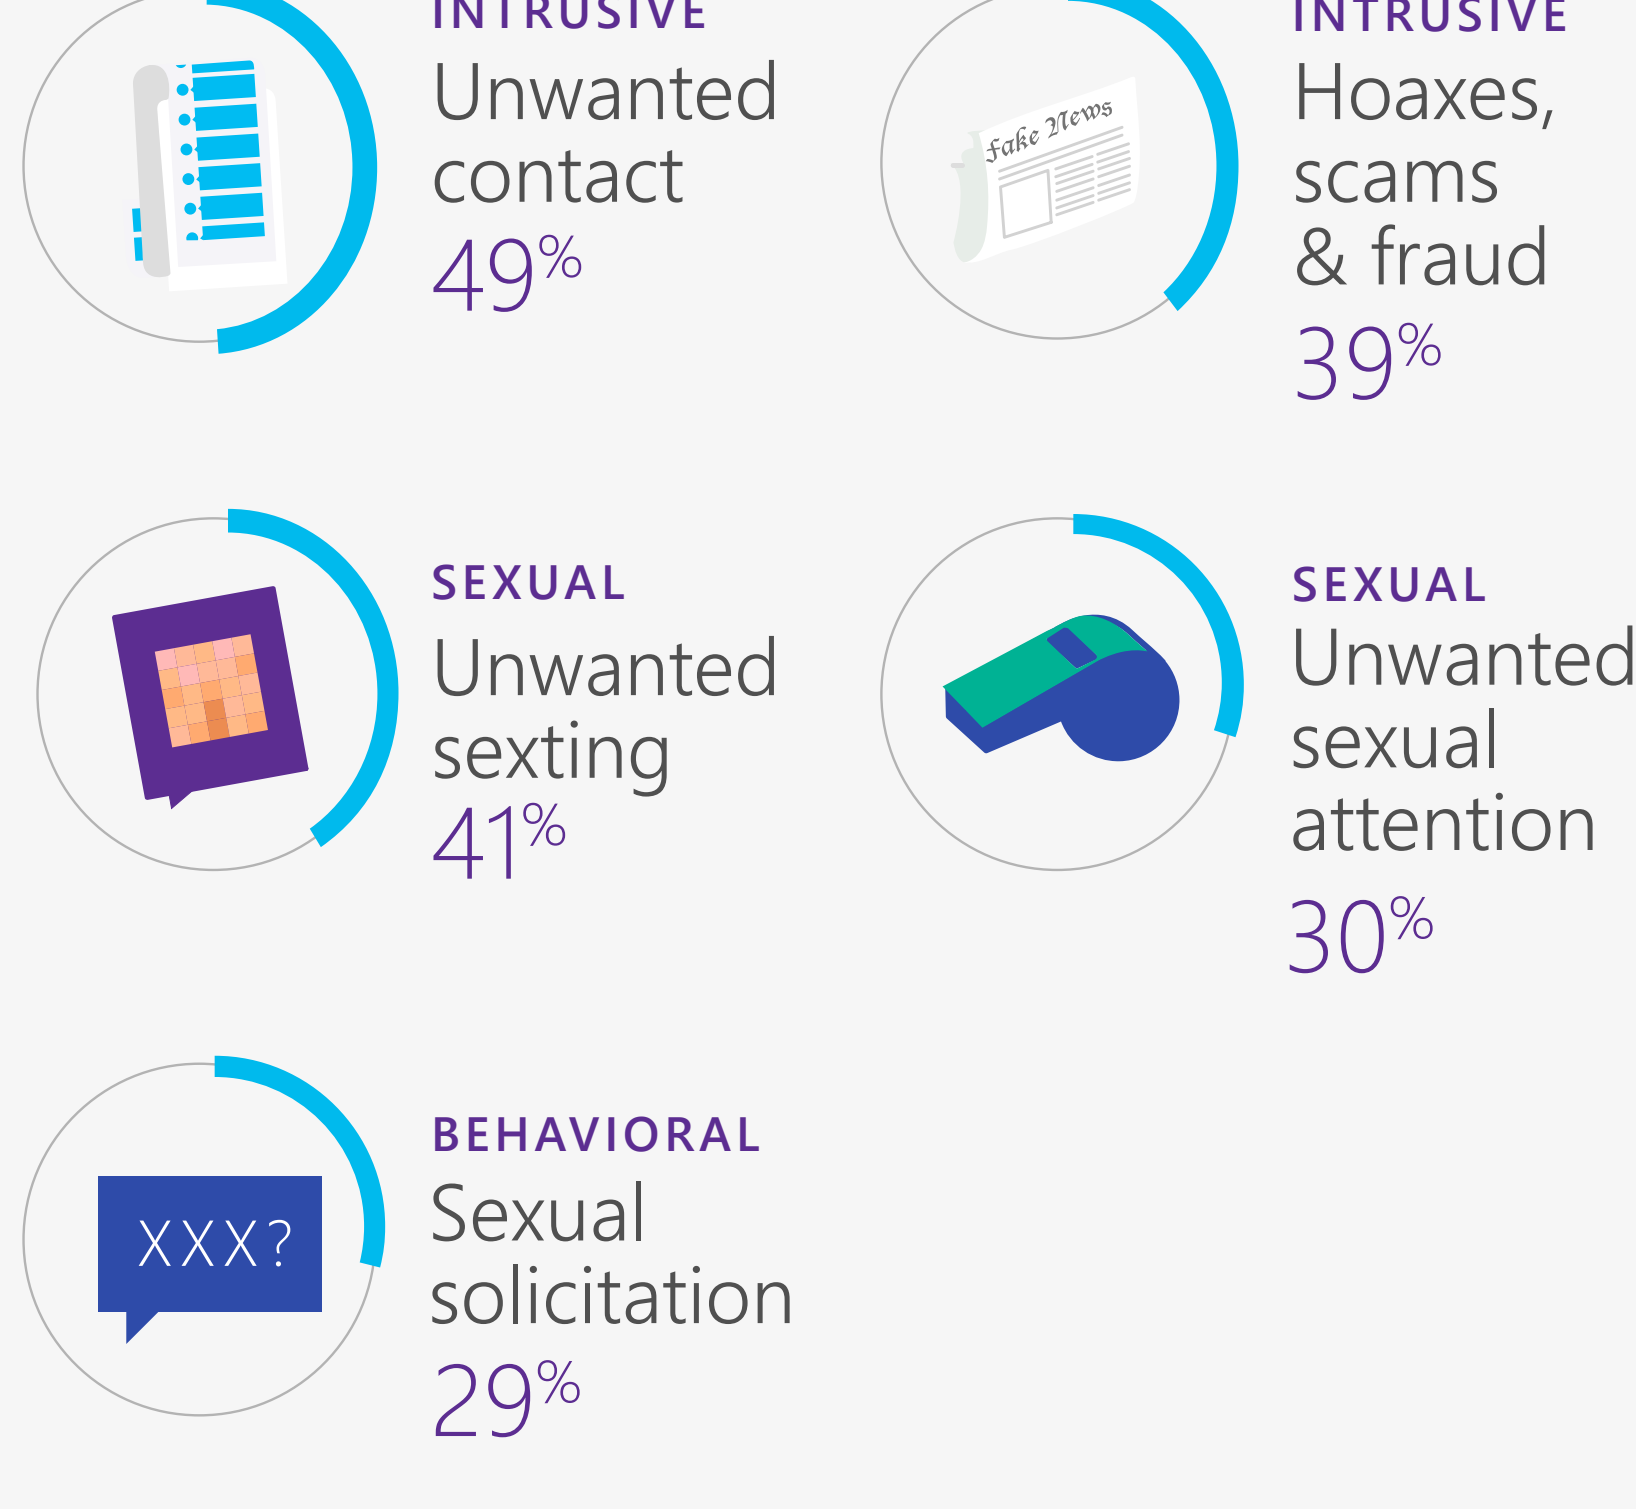 INTRUSIVE
Unwanted
contact
49%
Fake News
INTRUSIVE
Hoaxes,
scams
& fraud
39%
SEXUAL
Unwanted
sexting
41%
SEXUAL
Unwanted
sexual
attention
30%
XXX?
BEHAVIORAL
Sexual
solicitation
29%